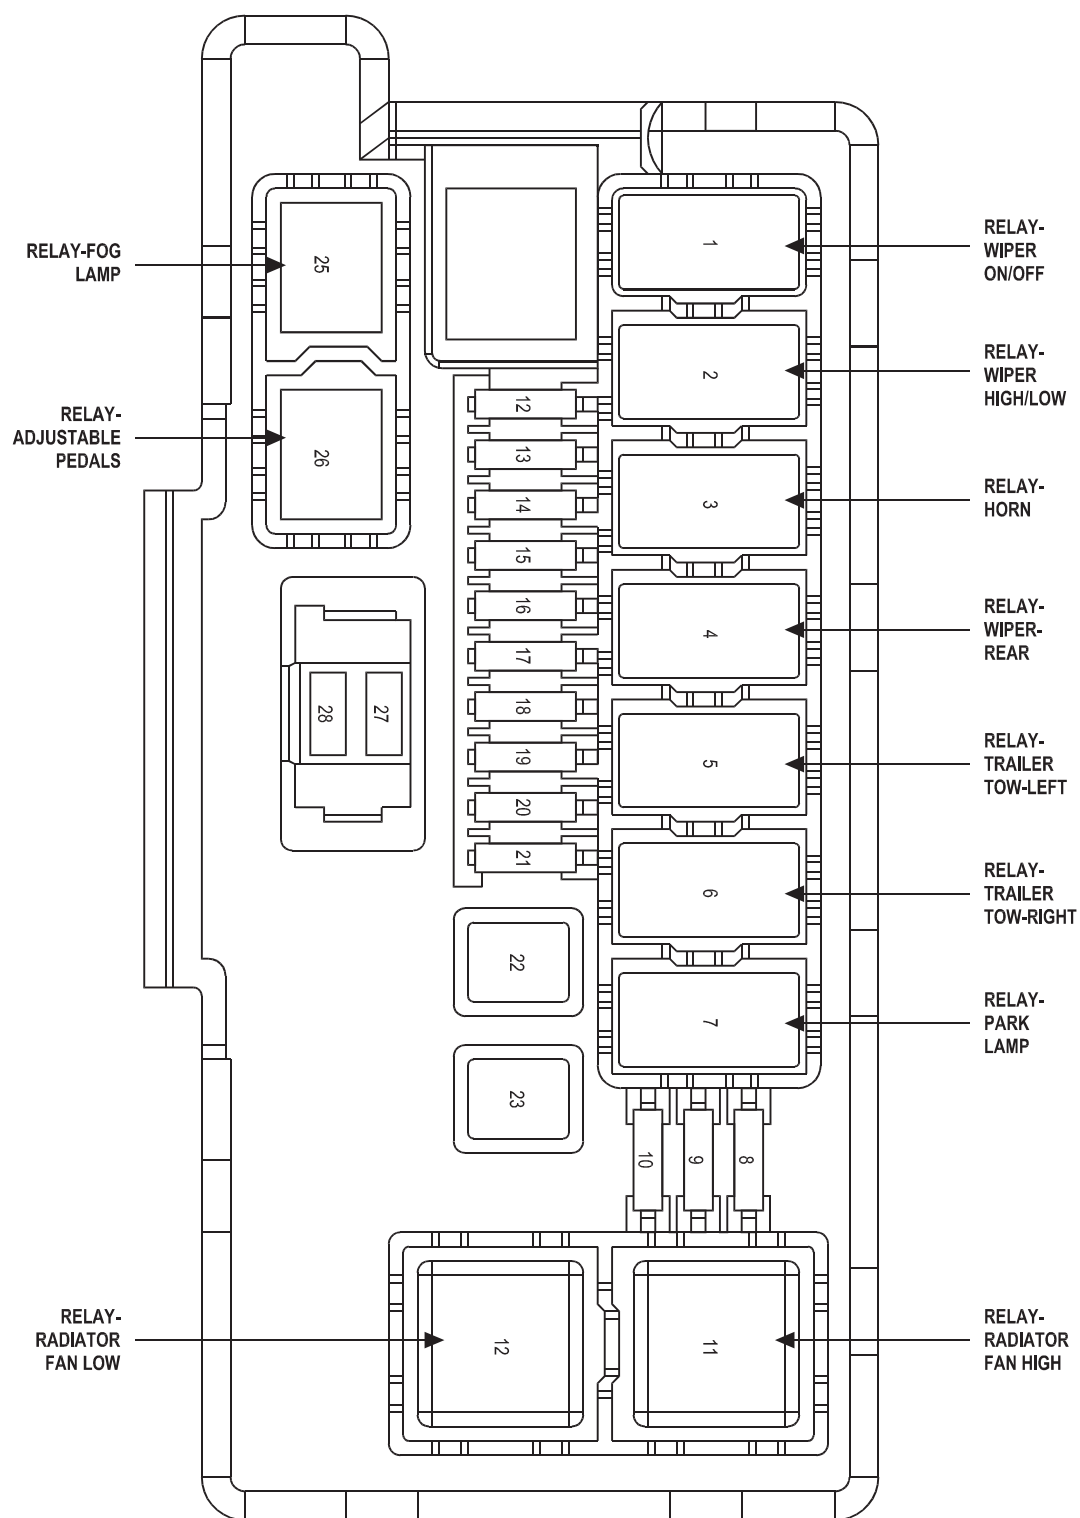 RELAY-FOG
LAMP
RELAY-
ADJUSTABLE
PEDALS
RELAY-
RADIATOR
FAN LOW
25
26
28
27
12
13
14
15
16
17
18
19
20
21
22
23
1
2
3
4
5
6
7
10
9
8
12
11
RELAY-
WIPER
ON/OFF
RELAY-
WIPER
HIGH/LOW
RELAY-
HORN
RELAY-
WIPER-
REAR
RELAY-
TRAILER
TOW-LEFT
RELAY-
TRAILER
TOW-RIGHT
RELAY-
PARK
LAMP
RELAY-
RADIATOR
FAN HIGH